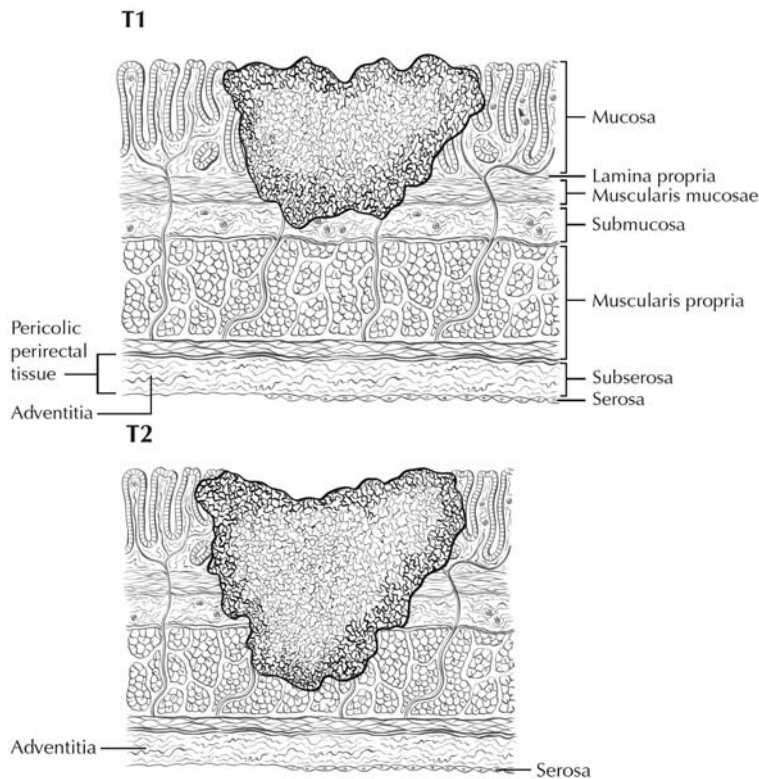 T1
Mucosa
Lamina propria
Muscularis mucosae
Submucosa
Muscularis propria
Pericolic
perirectal
tissue
Subserosa
Adventitia
Serosa
T2
Adventitia
Serosa